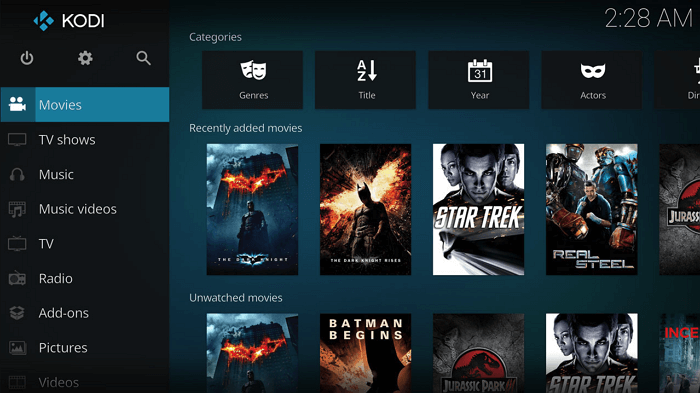 KODI
2:28 AM
Movies
TV shows
Music
Music videos
TV
Radio
Add-ons
Pictures
Videos
Categories
Genres
A
Z
Title
31
Year
Actors
Di
Recently added movies
THE DARK KNIGHT
THE DARK KNIGHT RISES
STAR TREK
REAL STEEL
JURASS
Unwatched movies
BATMAN
BEGINS
JURASSIC PARK
STAR TREK
INCE